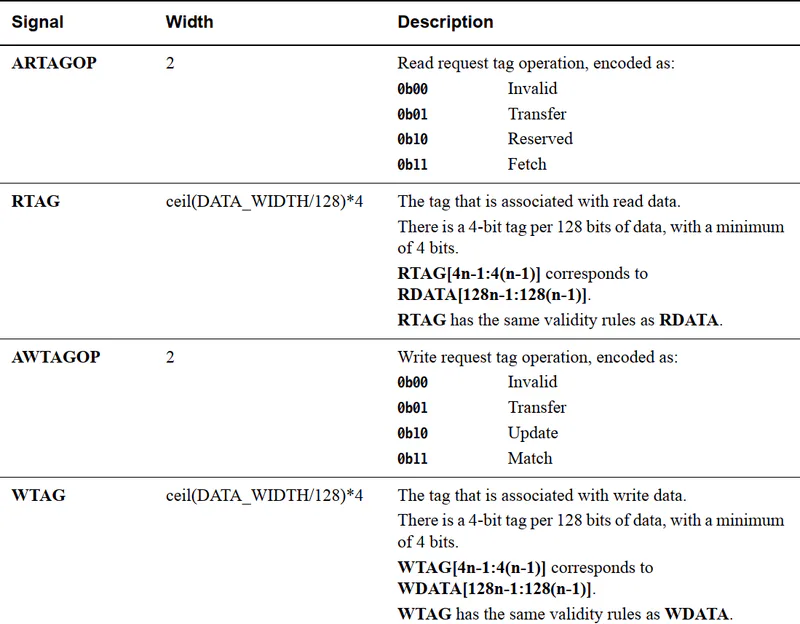 Signal Width Description
ARTAGOP 2 Read request tag operation, encoded as:
0b00 Invalid
0b01 Transfer
0b10 Reserved
0b11 Fetch
RTAG ceil(DATA_WIDTH/128)*4 The tag that is associated with read data.
There is a 4-bit tag per 128 bits of data, with a minimum
of 4 bits.
RTAG[4n-1:4(n-1)] corresponds to
RDATA[128n-1:128(n-1)].
RTAG has the same validity rules as RDATA.
AWTAGOP 2 Write request tag operation, encoded as:
0b00 Invalid
0b01 Transfer
0b10 Update
0b11 Match
WTAG ceil(DATA_WIDTH/128)*4 The tag that is associated with write data.
There is a 4-bit tag per 128 bits of data, with a minimum
of 4 bits.
WTAG[4n-1:4(n-1)] corresponds to
WDATA[128n-1:128(n-1)].
WTAG has the same validity rules as WDATA.